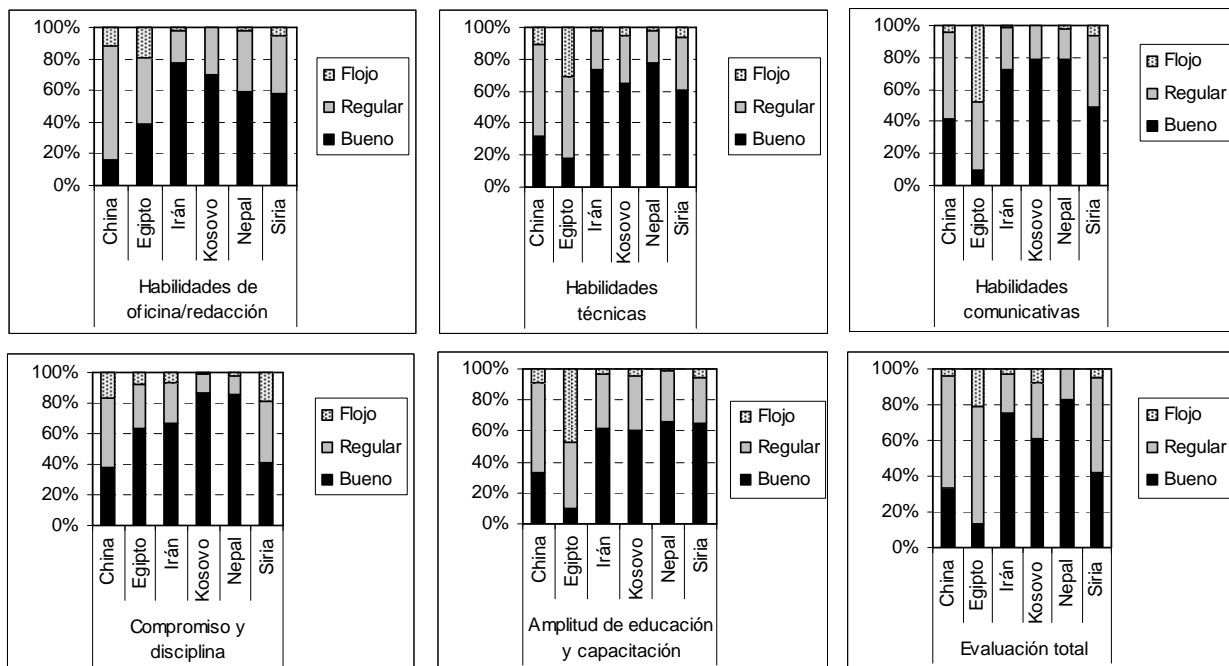 100%
80%
60%
40%
20%
0%
China
Egipto
Irán
Kosovo
Nepal
Siria
Habilidades de
oficina/redacción
Flojo
Regular
Bueno
100%
80%
60%
40%
20%
0%
China
Egipto
Irán
Kosovo
Nepal
Siria
Habilidades
técnicas
Flojo
Regular
Bueno
100%
80%
60%
40%
20%
0%
China
Egipto
Irán
Kosovo
Nepal
Siria
Habilidades
comunicativas
Flojo
Regular
Bueno
100%
80%
60%
40%
20%
0%
China
Egipto
Irán
Kosovo
Nepal
Siria
Compromiso y
disciplina
Flojo
Regular
Bueno
100%
80%
60%
40%
20%
0%
China
Egipto
Irán
Kosovo
Nepal
Siria
Amplitud de educación
y capacitación
Flojo
Regular
Bueno
100%
80%
60%
40%
20%
0%
China
Egipto
Irán
Kosovo
Nepal
Siria
Evaluación total
Flojo
Regular
Bueno